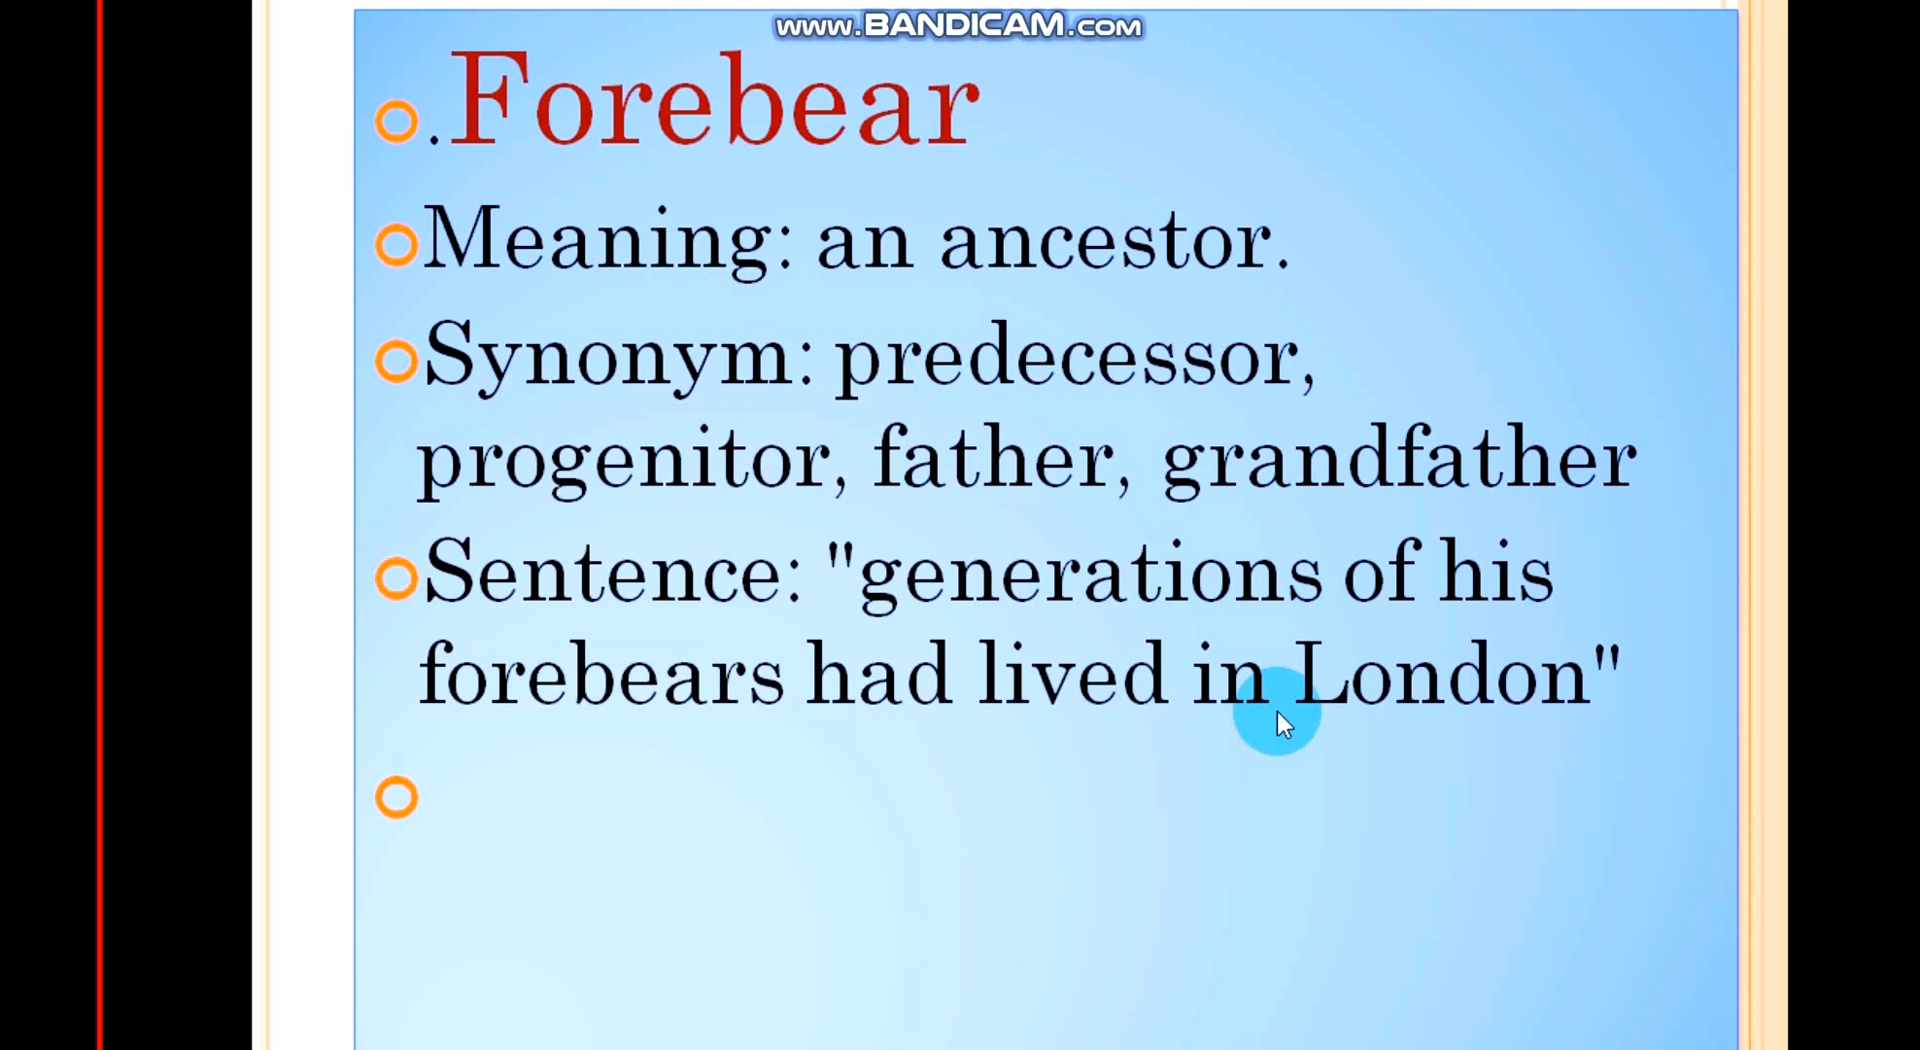 www.BANDICAM.com
.Forebear
Meaning: an ancestor.
Synonym: predecessor,
progenitor, father, grandfather
Sentence: "generations of his
forebears had lived in London"